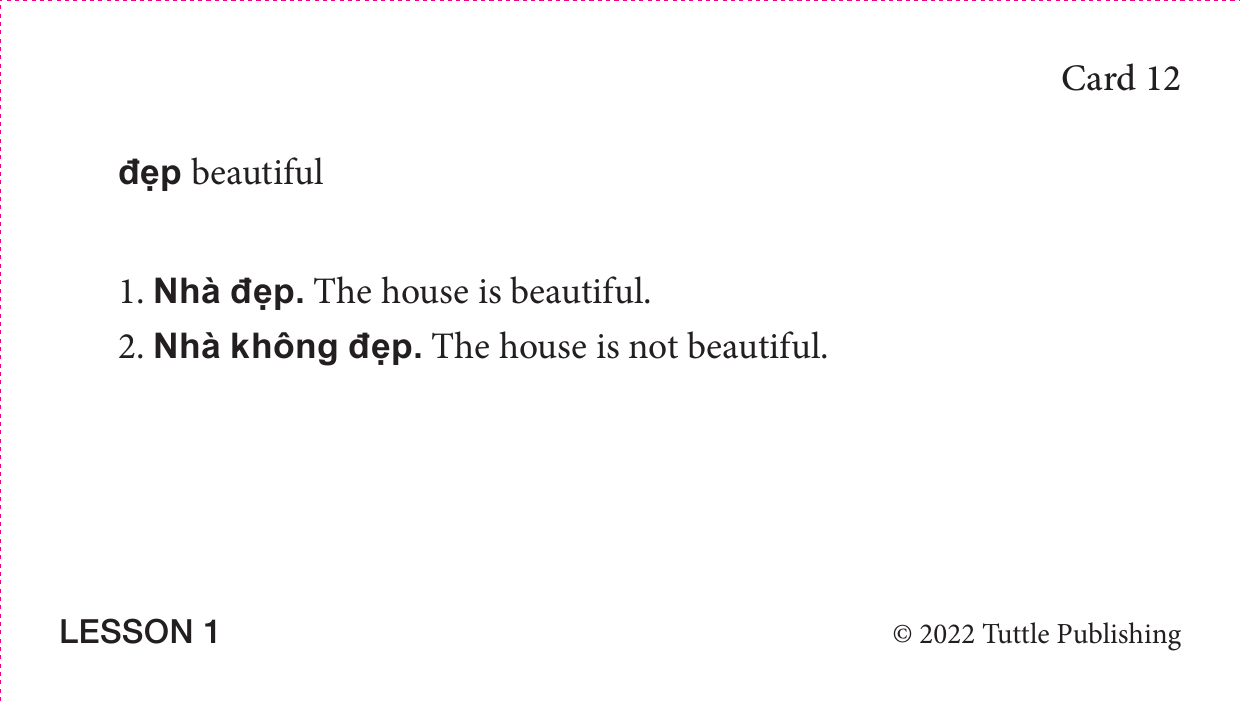 Card 12
đẹp beautiful
1. Nhà đẹp. The house is beautiful.
2. Nhà không đẹp. The house is not beautiful.
LESSON 1
© 2022 Tuttle Publishing